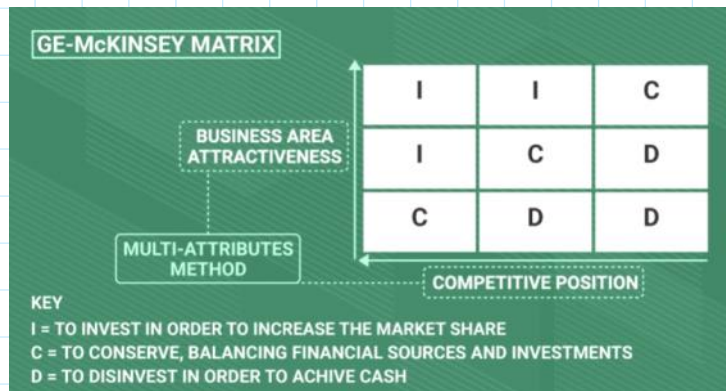 GE-McKINSEY MATRIX
I I C
BUSINESS AREA
ATTRACTIVENESS
I C D
C D D
MULTI-ATTRIBUTES
METHOD
COMPETITIVE POSITION
KEY
I = TO INVEST IN ORDER TO INCREASE THE MARKET SHARE
C = TO CONSERVE, BALANCING FINANCIAL SOURCES AND INVESTMENTS
D = TO DISINVEST IN ORDER TO ACHIVE CASH